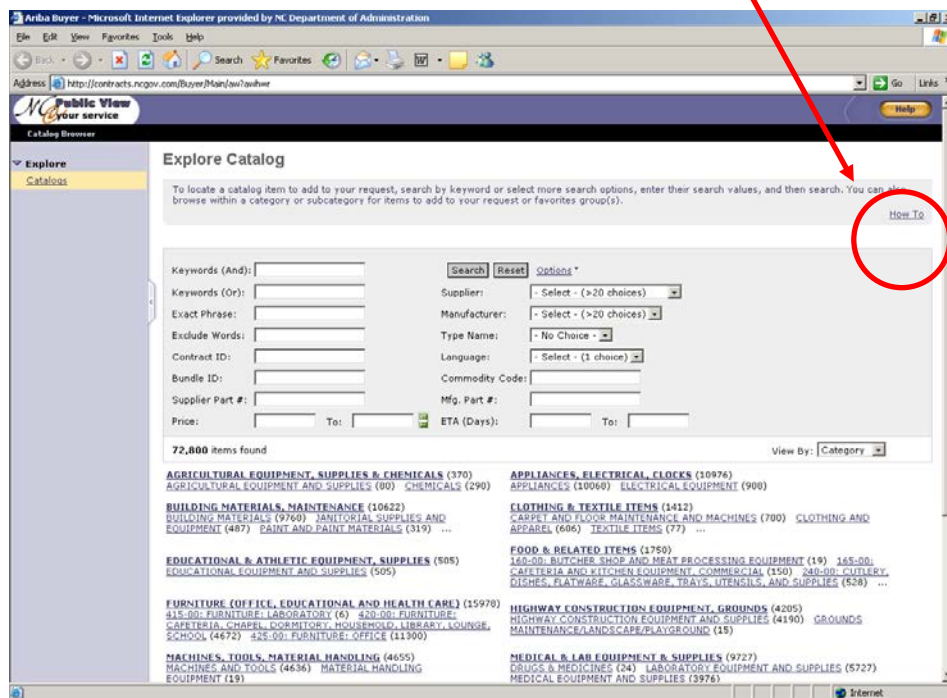 Ariba Buyer - Microsoft Internet Explorer provided by NC Department of Administration
File Edit View Favorites Tools Help
Back Search Favorites
Address http://contracts.ncgov.com/Buyer/Main/aw?awhwr Go Links
NC Public View
@your service
Help
Catalog Browser
Explore
Catalogs
Explore Catalog
To locate a catalog item to add to your request, search by keyword or select more search options, enter their search values, and then search. You can also
browse within a category or subcategory for items to add to your request or favorites group(s).
How To
Keywords (And): Search Reset Options
Keywords (Or): Supplier: - Select - (>20 choices)
Exact Phrase: Manufacturer: - Select - (>20 choices)
Exclude Words: Type Name: - No Choice -
Contract ID: Language: - Select - (1 choice)
Bundle ID: Commodity Code:
Supplier Part #: Mfg. Part #:
Price: To: ETA (Days): To:
72,800 items found View By: Category
AGRICULTURAL EQUIPMENT, SUPPLIES & CHEMICALS (370)
AGRICULTURAL EQUIPMENT AND SUPPLIES (80) CHEMICALS (290)
APPLIANCES, ELECTRICAL, CLOCKS (10976)
APPLIANCES (10068) ELECTRICAL EQUIPMENT (908)
BUILDING MATERIALS, MAINTENANCE (10622)
BUILDING MATERIALS (9760) JANITORIAL SUPPLIES AND
EQUIPMENT (487) PAINT AND PAINT MATERIALS (319) ...
CLOTHING & TEXTILE ITEMS (1412)
CARPET AND FLOOR MAINTENANCE AND MACHINES (700) CLOTHING AND
APPAREL (606) TEXTILE ITEMS (77) ...
EDUCATIONAL & ATHLETIC EQUIPMENT, SUPPLIES (505)
EDUCATIONAL EQUIPMENT AND SUPPLIES (505)
FOOD & RELATED ITEMS (1750)
160-00: BUTCHER SHOP AND MEAT PROCESSING EQUIPMENT (19) 165-00:
CAFETERIA AND KITCHEN EQUIPMENT, COMMERCIAL (150) 240-00: CUTLERY,
DISHES, FLATWARE, GLASSWARE, TRAYS, UTENSILS, AND SUPPLIES (528) ...
FURNITURE (OFFICE, EDUCATIONAL AND HEALTH CARE) (15978)
415-00: FURNITURE: LABORATORY (6) 420-00: FURNITURE:
CAFETERIA, CHAPEL, DORMITORY, HOUSEHOLD, LIBRARY, LOUNGE,
SCHOOL (4672) 425-00: FURNITURE: OFFICE (11300)
HIGHWAY CONSTRUCTION EQUIPMENT, GROUNDS (4205)
HIGHWAY CONSTRUCTION EQUIPMENT AND SUPPLIES (4190) GROUNDS
MAINTENANCE/LANDSCAPE/PLAYGROUND (15)
MACHINES, TOOLS, MATERIAL HANDLING (4655)
MACHINES AND TOOLS (4636) MATERIAL HANDLING
EQUIPMENT (19)
MEDICAL & LAB EQUIPMENT & SUPPLIES (9727)
DRUGS & MEDICINES (24) LABORATORY EQUIPMENT AND SUPPLIES (5727)
MEDICAL EQUIPMENT AND SUPPLIES (3976)
Internet